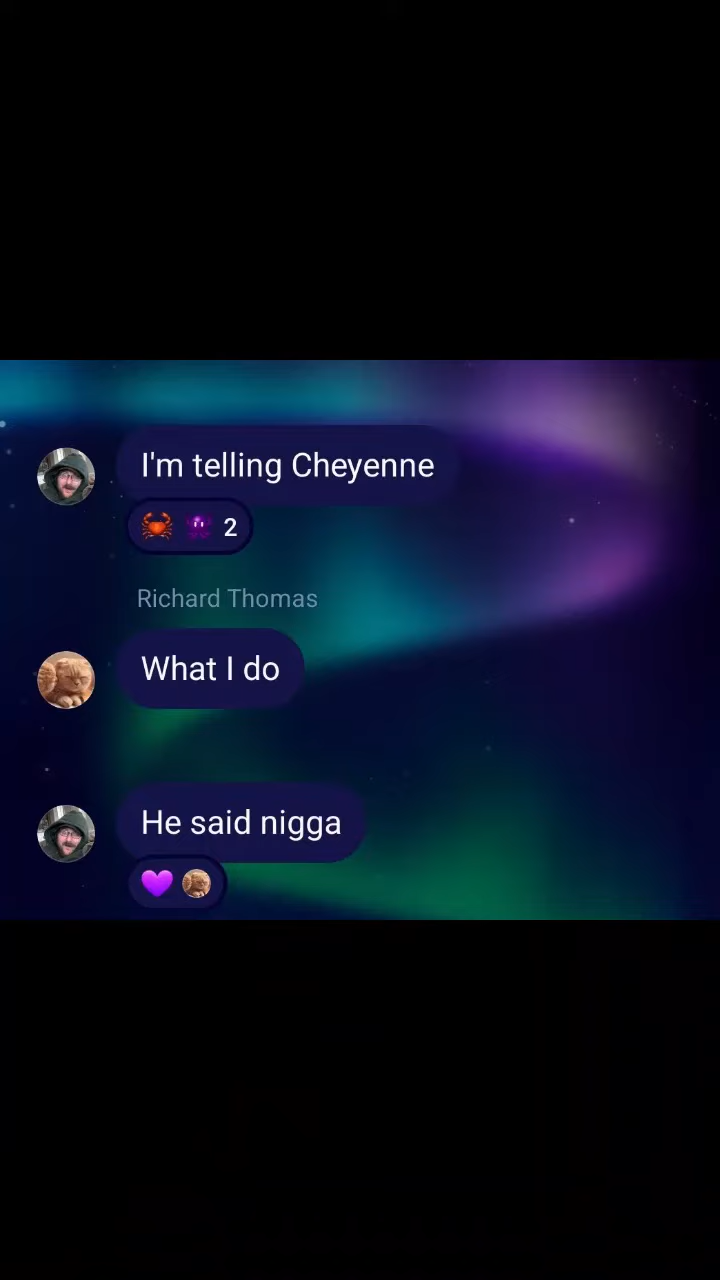 I'm telling Cheyenne
2
Richard Thomas
What I do
He said nigga